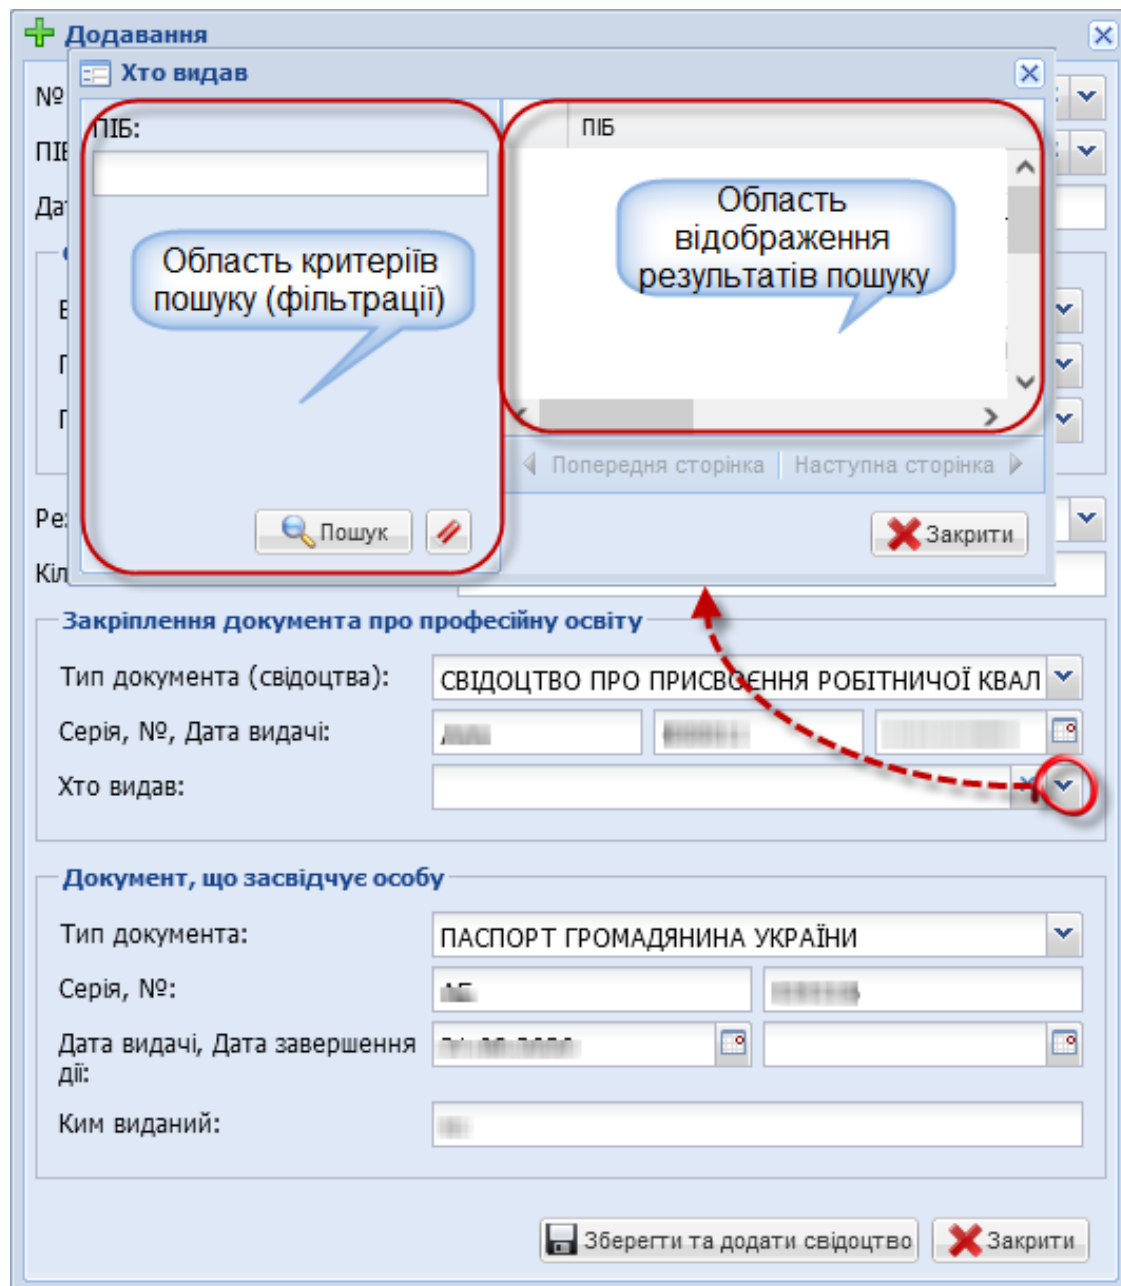 Додавання
Хто видав
№
ПІБ:
ПІБ
Область критеріїв
пошуку (фільтрації)
Область
відображення
результатів пошуку
Попередня сторінка
Наступна сторінка
Пошук
Закрити
Закріплення документа про професійну освіту
Тип документа (свідоцтва):
СВІДОЦТВО ПРО ПРИСВОЄННЯ РОБІТНИЧОЇ КВАЛ
Серія, №, Дата видачі:
Хто видав:
Документ, що засвідчує особу
Тип документа:
ПАСПОРТ ГРОМАДЯНИНА УКРАЇНИ
Серія, №:
Дата видачі, Дата завершення
дії:
Ким виданий:
Зберегти та додати свідоцтво
Закрити